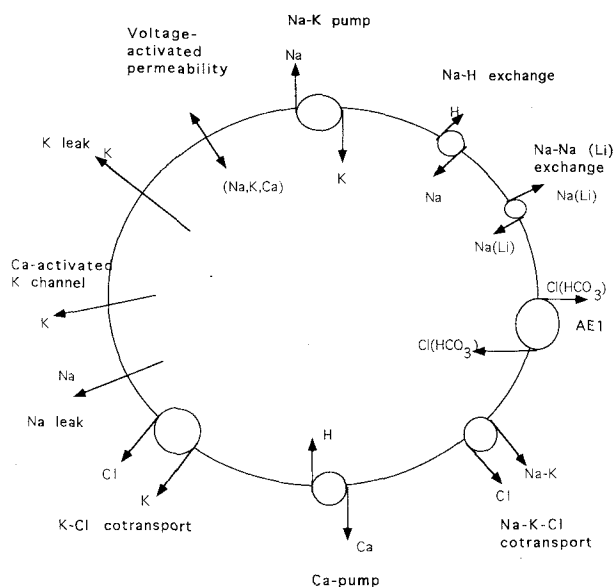 Na-K pump
Voltage-
activated
permeability
Na
K
(Na,K,Ca)
Na-H exchange
H
Na
Na-Na (Li)
exchange
Na(Li)
Na(Li)
K leak
K
Ca-activated
K channel
K
Cl(HCO3)
AE1
Cl(HCO3)
Na
Na leak
Cl
K
K-Cl cotransport
H
Ca
Ca-pump
Na-K
Cl
Na-K-Cl
cotransport